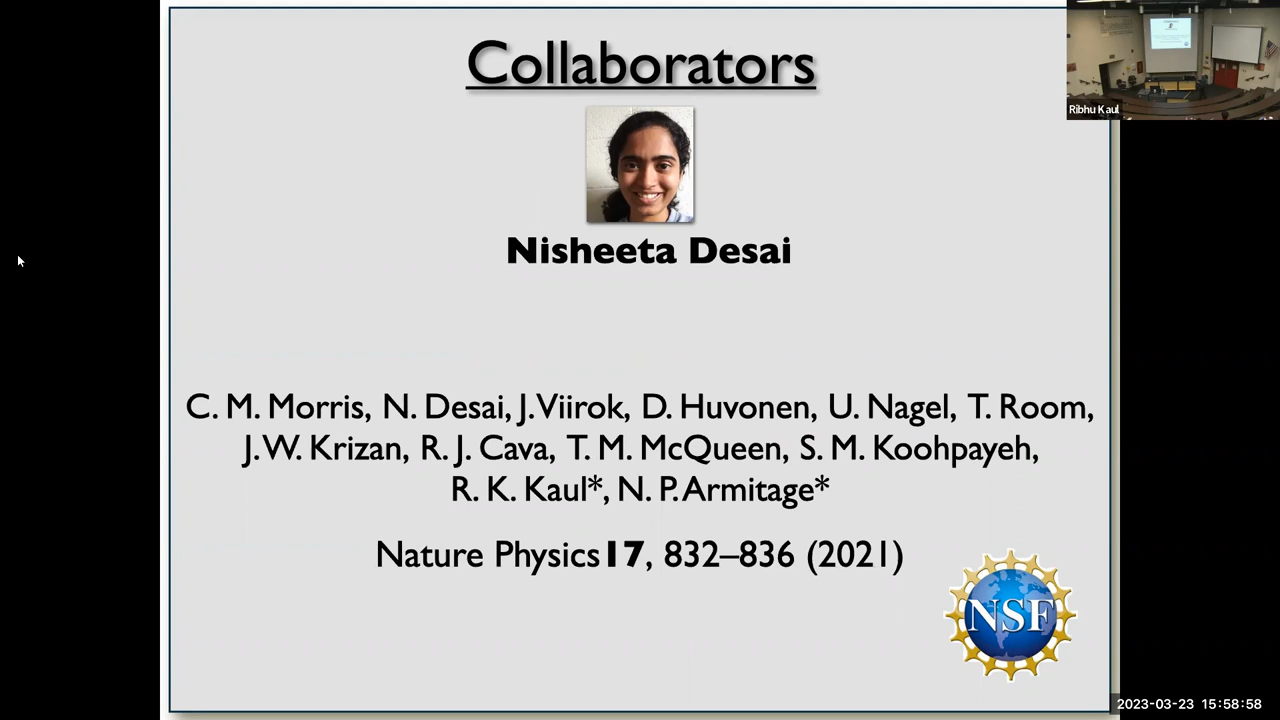 Collaborators
Ribhu Kaul
Nisheeta Desai
C. M. Morris, N. Desai, J. Viirok, D. Huvonen, U. Nagel, T. Room,
J. W. Krizan, R. J. Cava, T. M. McQueen, S. M. Koohpayeh,
R. K. Kaul*, N. P. Armitage*
Nature Physics 17, 832–836 (2021)
NSF
2023-03-23 15:58:58